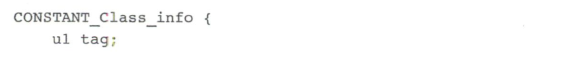 CONSTANT_Class_info {
    u1 tag;